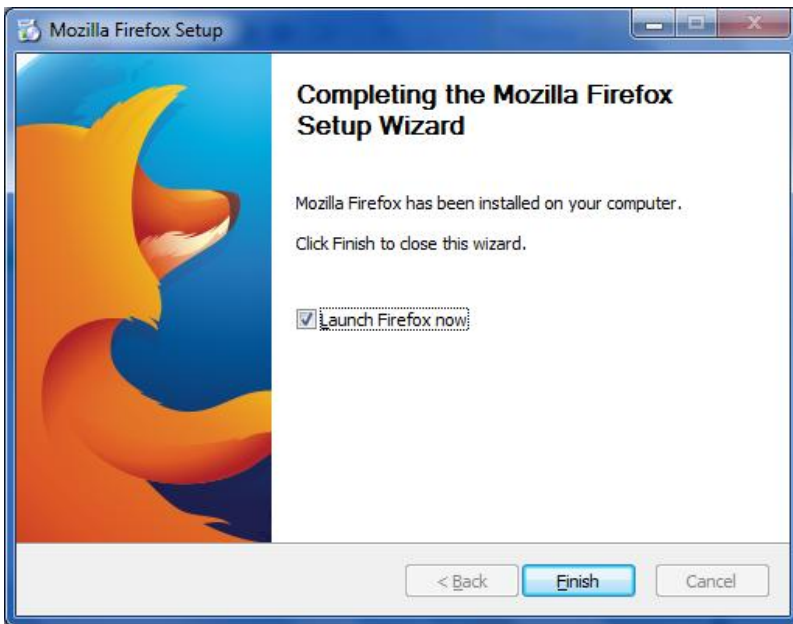 Mozilla Firefox Setup
Completing the Mozilla Firefox
Setup Wizard
Mozilla Firefox has been installed on your computer.
Click Finish to close this wizard.
Launch Firefox now
< Back
Finish
Cancel